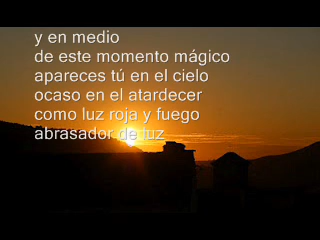 y en medio
de este momento mágico
apareces tú en el cielo
ocaso en el atardecer
como luz roja y fuego
abrasador de luz